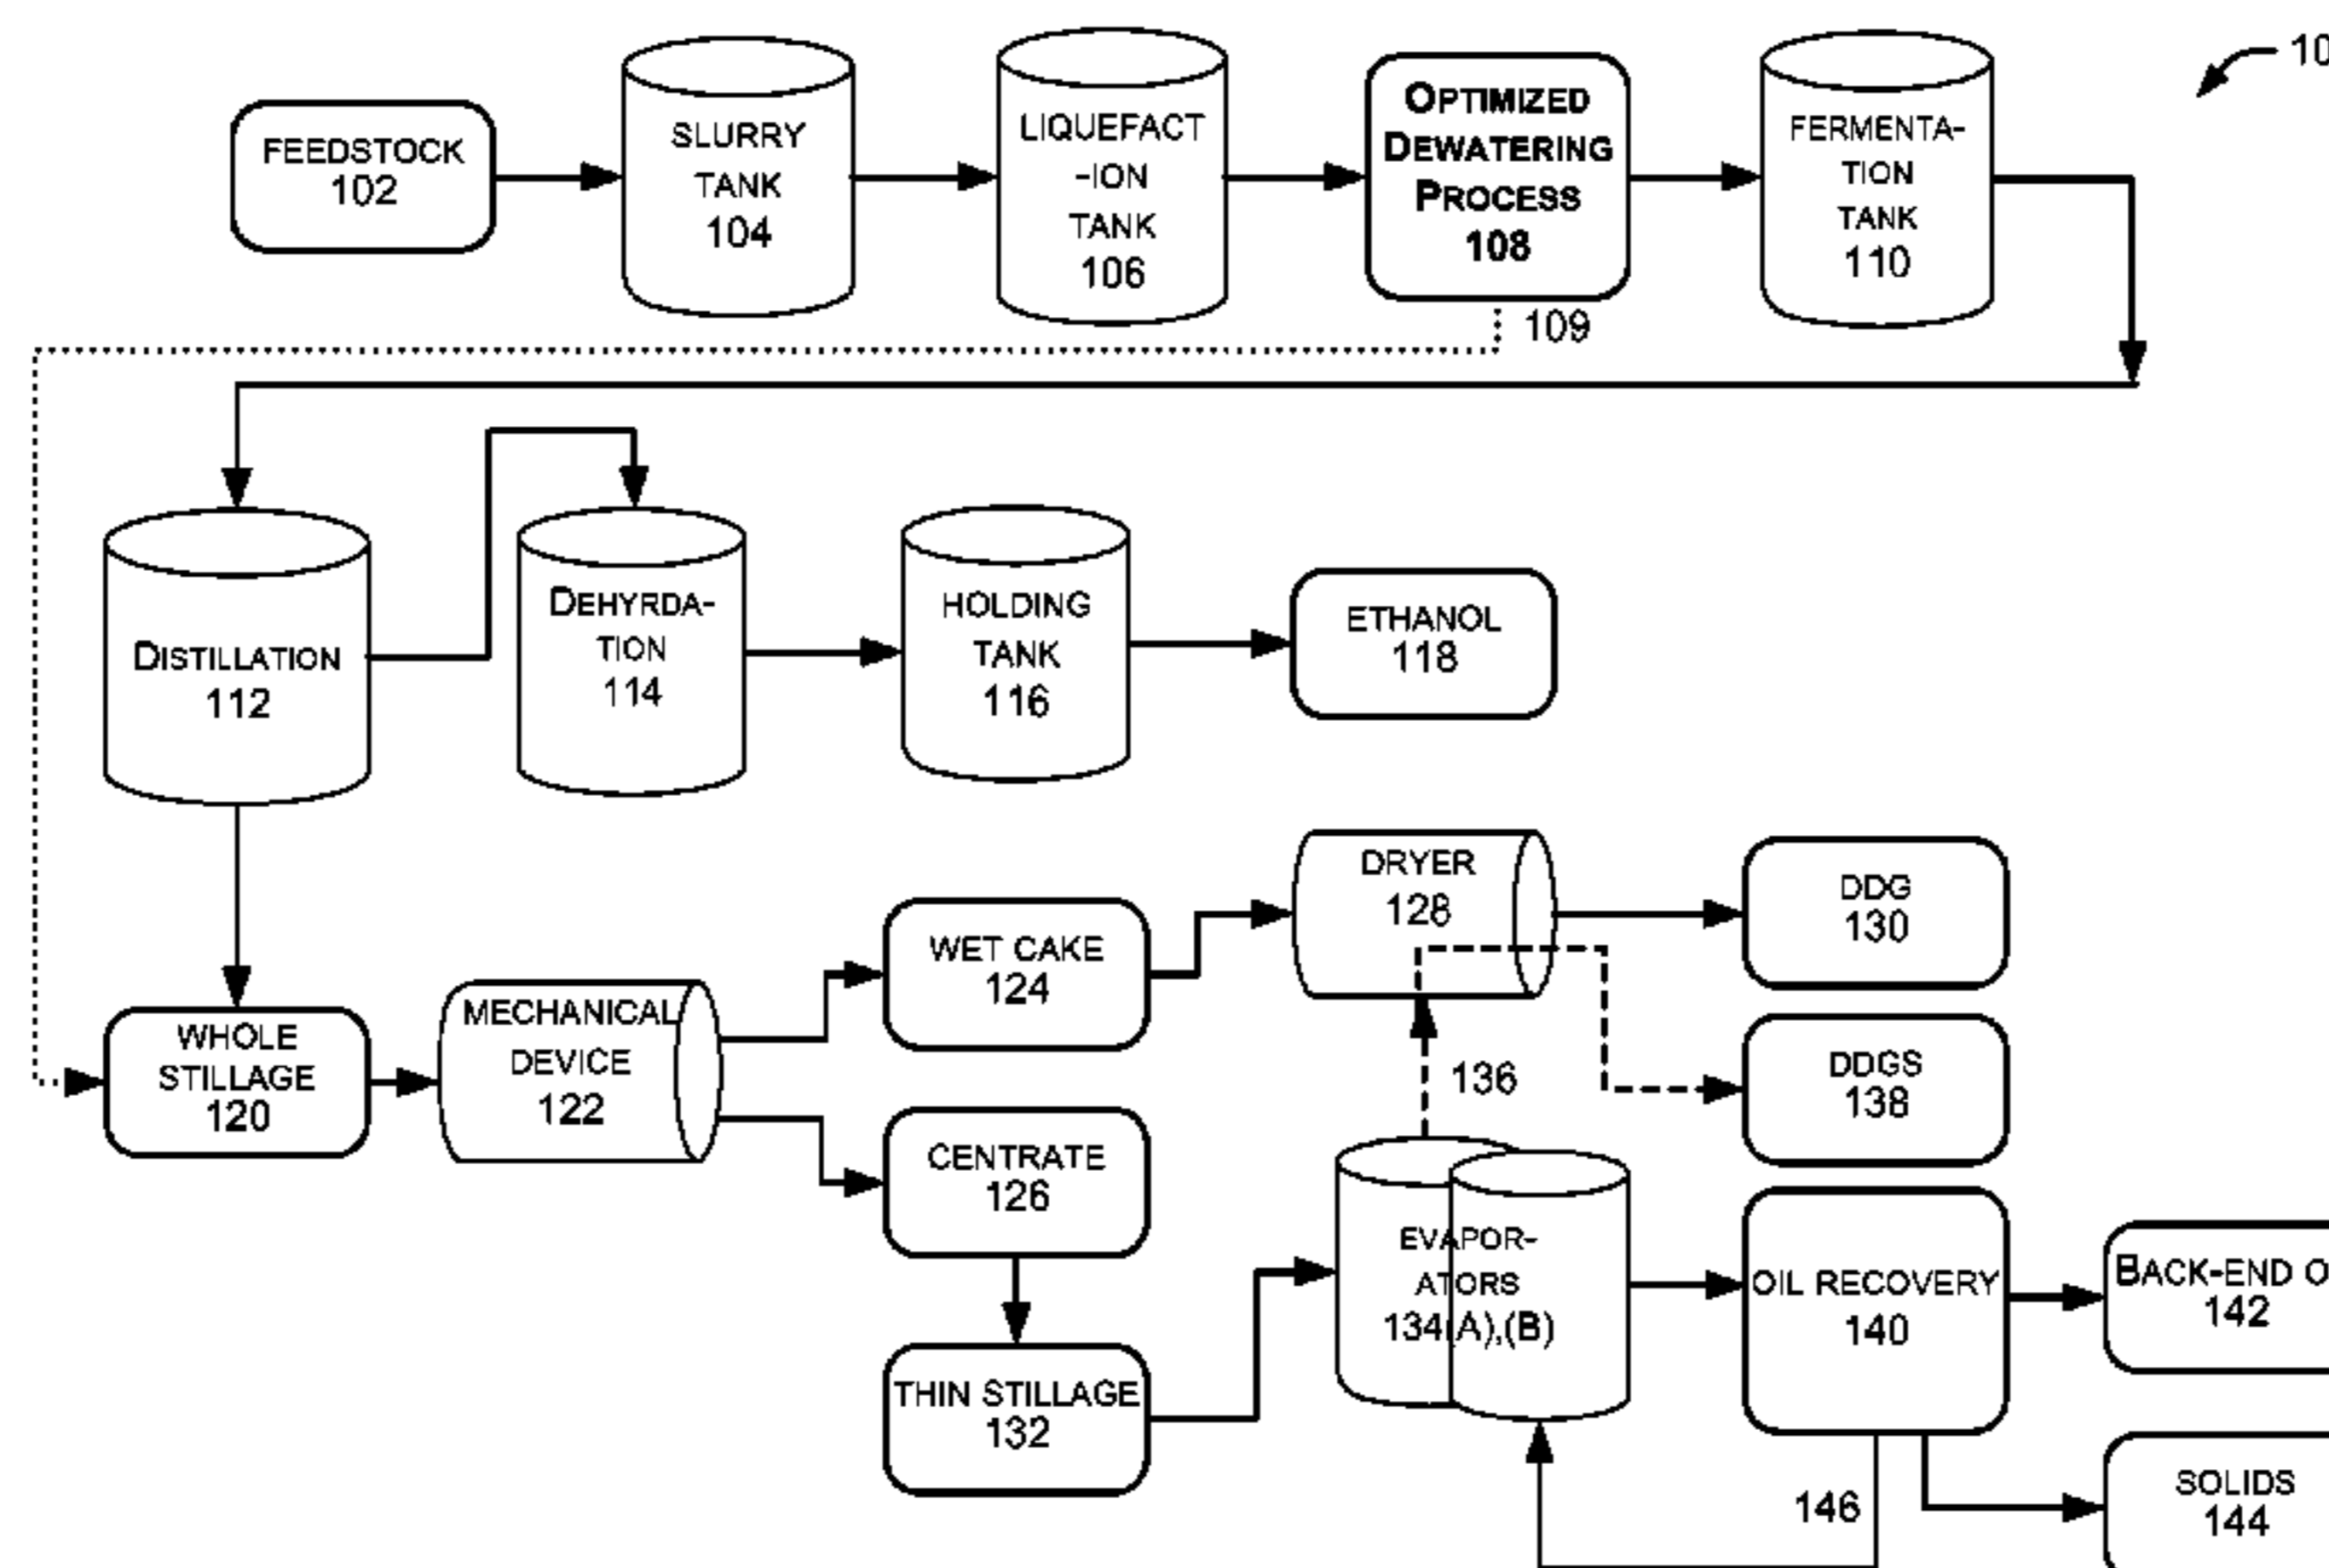 10
FEEDSTOCK
102
SLURRY
TANK
104
LIQUEFACT
-ION
TANK
106
OPTIMIZED
DEWATERING
PROCESS
108
FERMENTA-
TION
TANK
110
109
DISTILLATION
112
DEHYRDA-
TION
114
HOLDING
TANK
116
ETHANOL
118
WHOLE
STILLAGE
120
MECHANICAL
DEVICE
122
WET CAKE
124
CENTRATE
126
DRYER
128
DDG
130
136
DDGS
138
THIN STILLAGE
132
EVAPOR-
ATORS
134(A),(B)
OIL RECOVERY
140
BACK-END O
142
SOLIDS
144
146